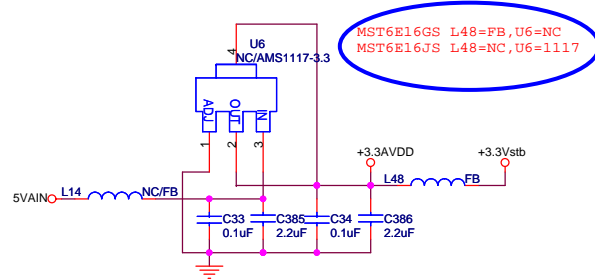 MST6E16GS L48=FB,U6=NC
MST6E16JS L48=NC,U6=1117
U6
NC/AMS1117-3.3
4
ADJ
OUT
IN
1
2
3
+3.3AVDD
+3.3Vstb
5VAIN
L14
NC/FB
L48
FB
C33
0.1uF
C385
2.2uF
C34
0.1uF
C386
2.2uF